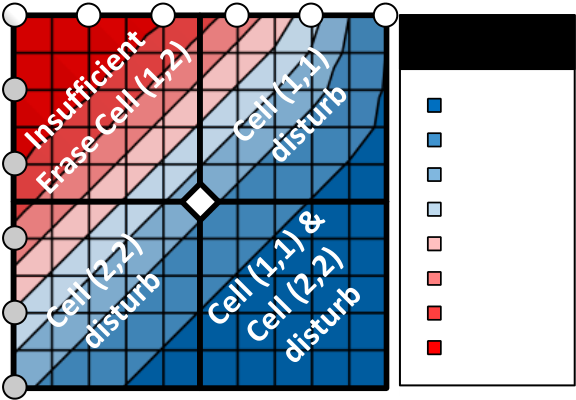 Insufficient
Erase Cell (1,2)
Cell (1,1)
disturb
Cell (2,2)
disturb
Cell (1,1) &
Cell (2,2)
disturb